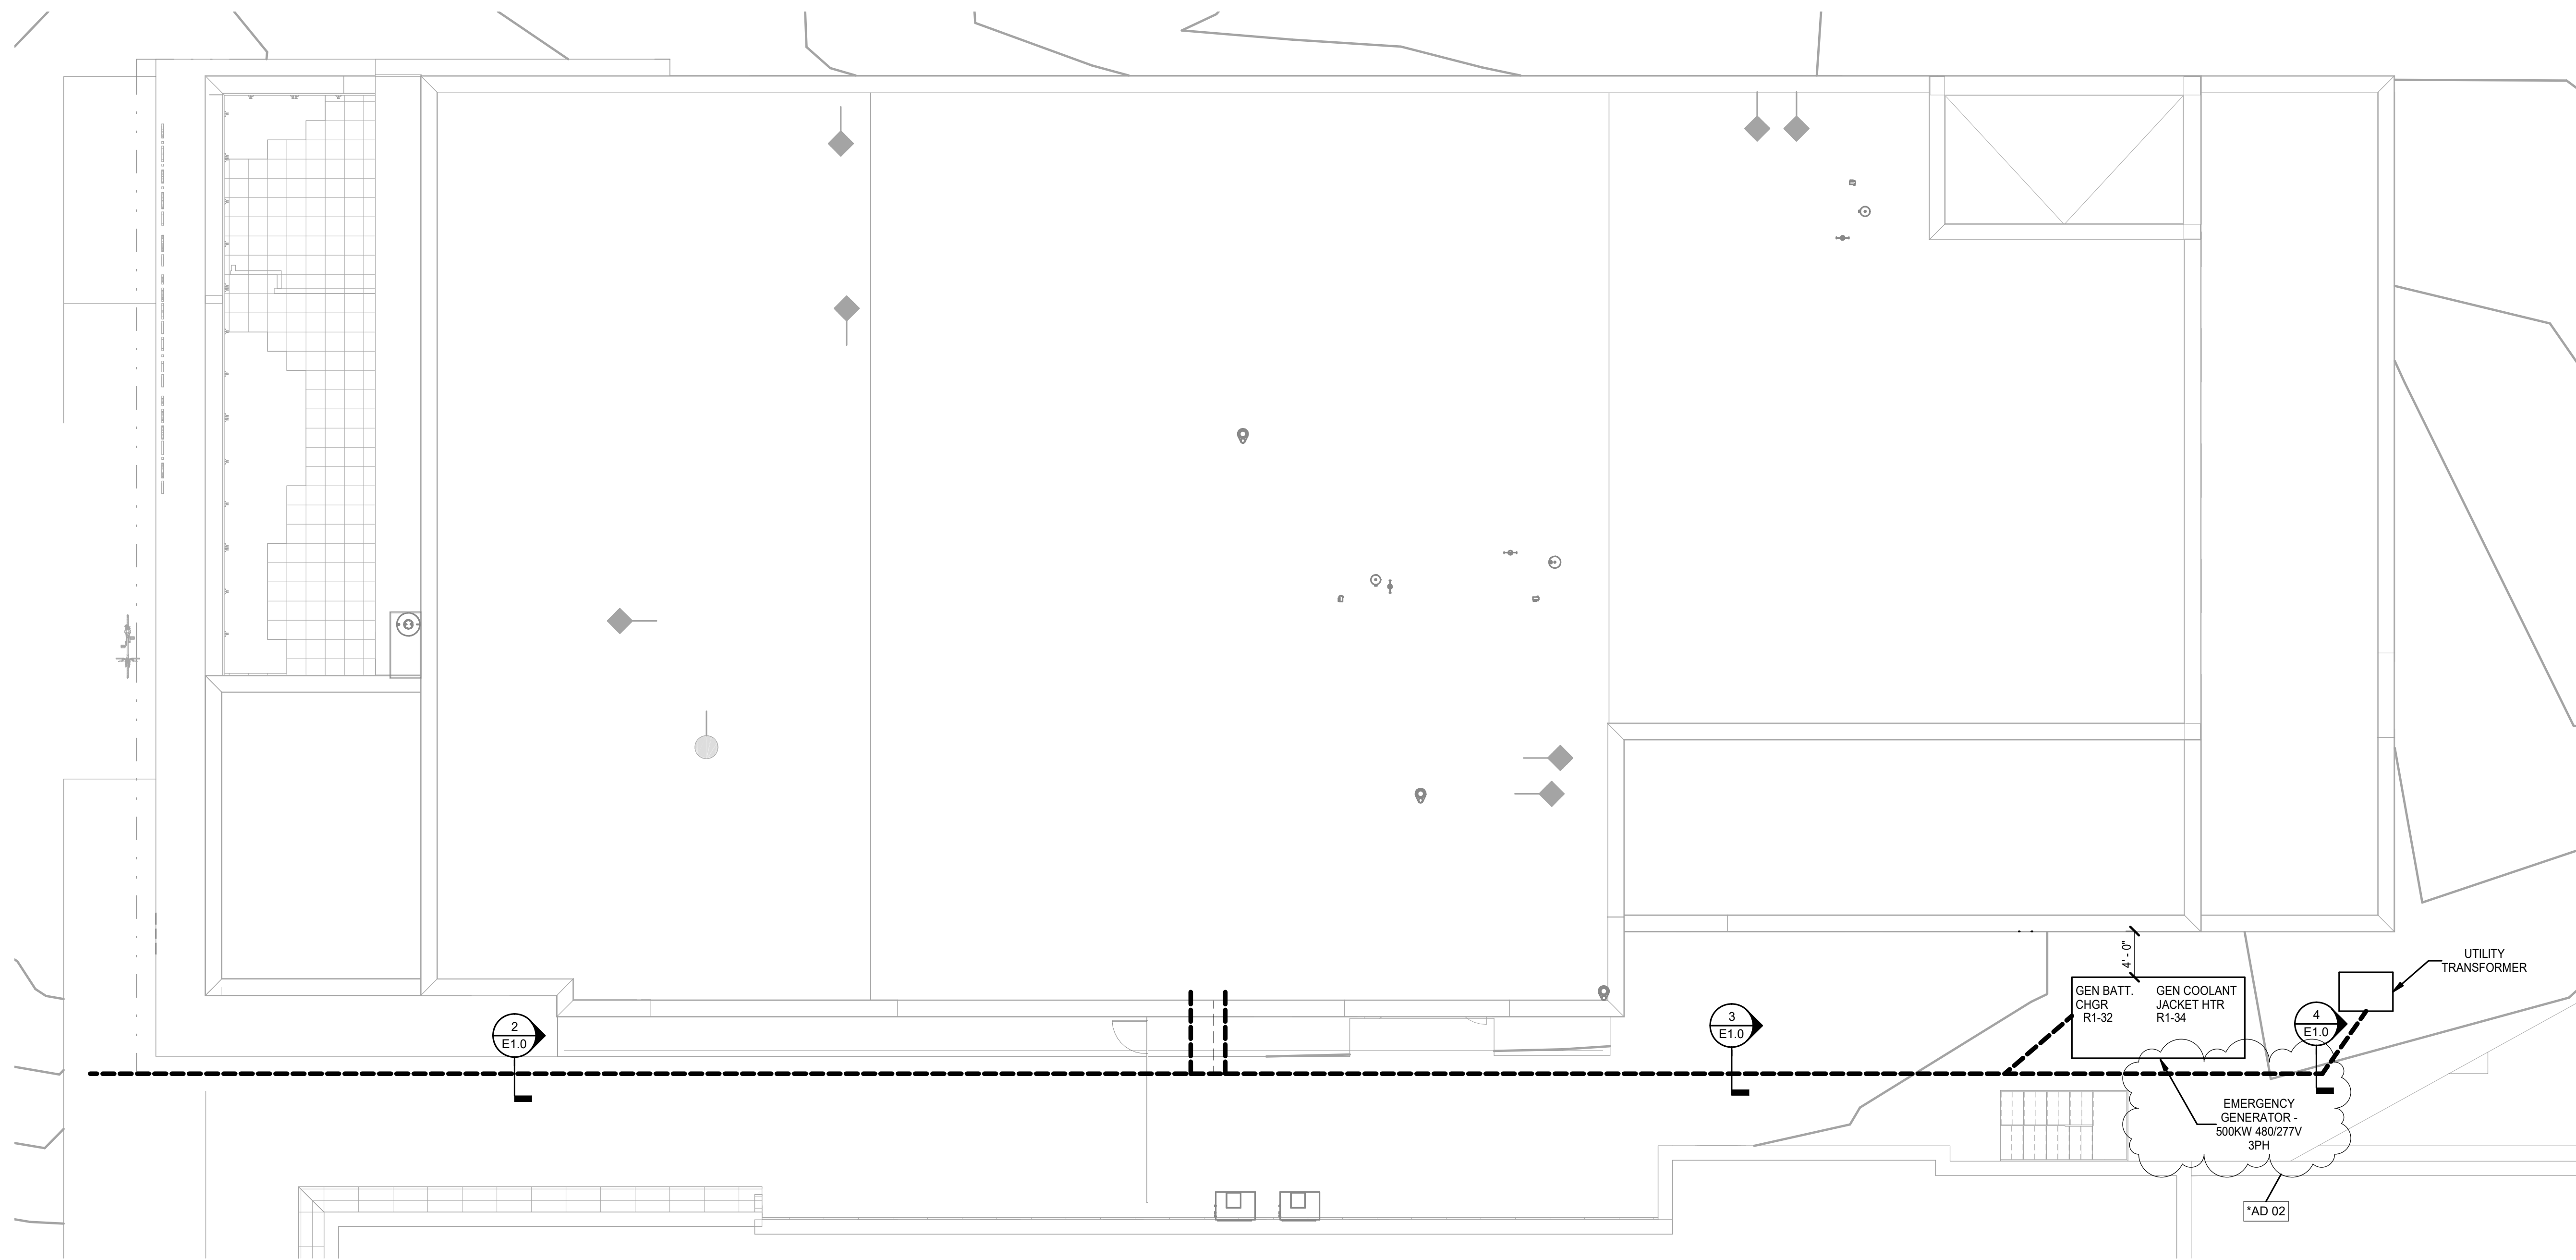 UTILITY
TRANSFORMER
4' - 0"
GEN BATT.
CHGR
R1-32
GEN COOLANT
JACKET HTR
R1-34
2
E1.0
3
E1.0
4
E1.0
EMERGENCY
GENERATOR -
500KW 480/277V
3PH
*AD 02